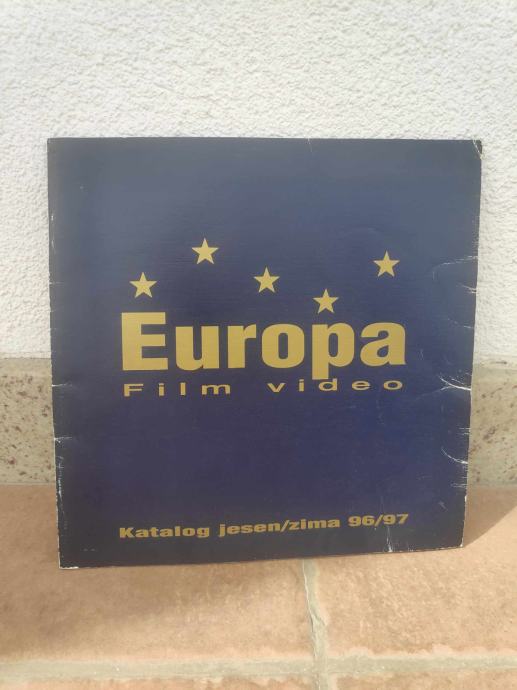 Europa
Film video
Katalog jesen/zima 96/97